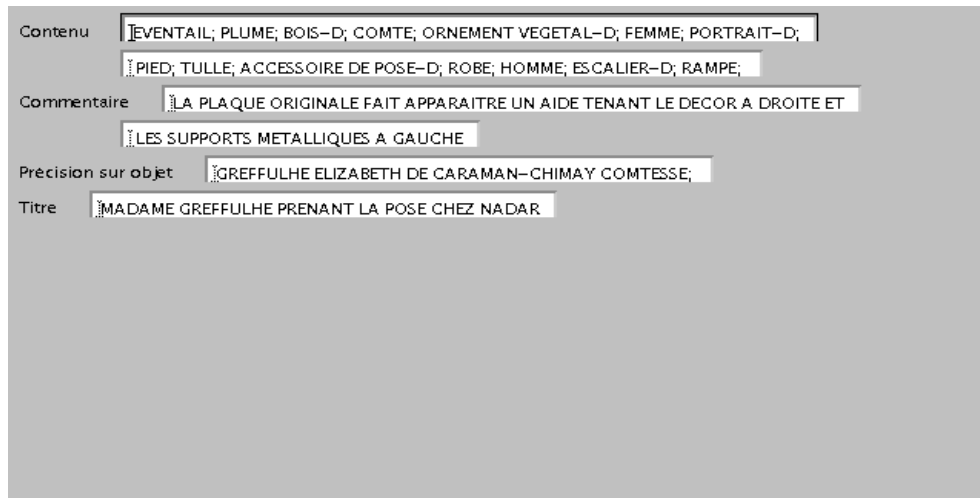 Contenu EVENTAIL; PLUME; BOIS-D; COMTE; ORNEMENT VEGETAL-D; FEMME; PORTRAIT-D;
PIED; TULLE; ACCESSOIRE DE POSE-D; ROBE; HOMME; ESCALIER-D; RAMPE;
Commentaire LA PLAQUE ORIGINALE FAIT APPARAITRE UN AIDE TENANT LE DECOR A DROITE ET
LES SUPPORTS METALLIQUES A GAUCHE
Précision sur objet GREFFULHE ELIZABETH DE CARAMAN-CHIMAY COMTESSE;
Titre MADAME GREFFULHE PRENANT LA POSE CHEZ NADAR